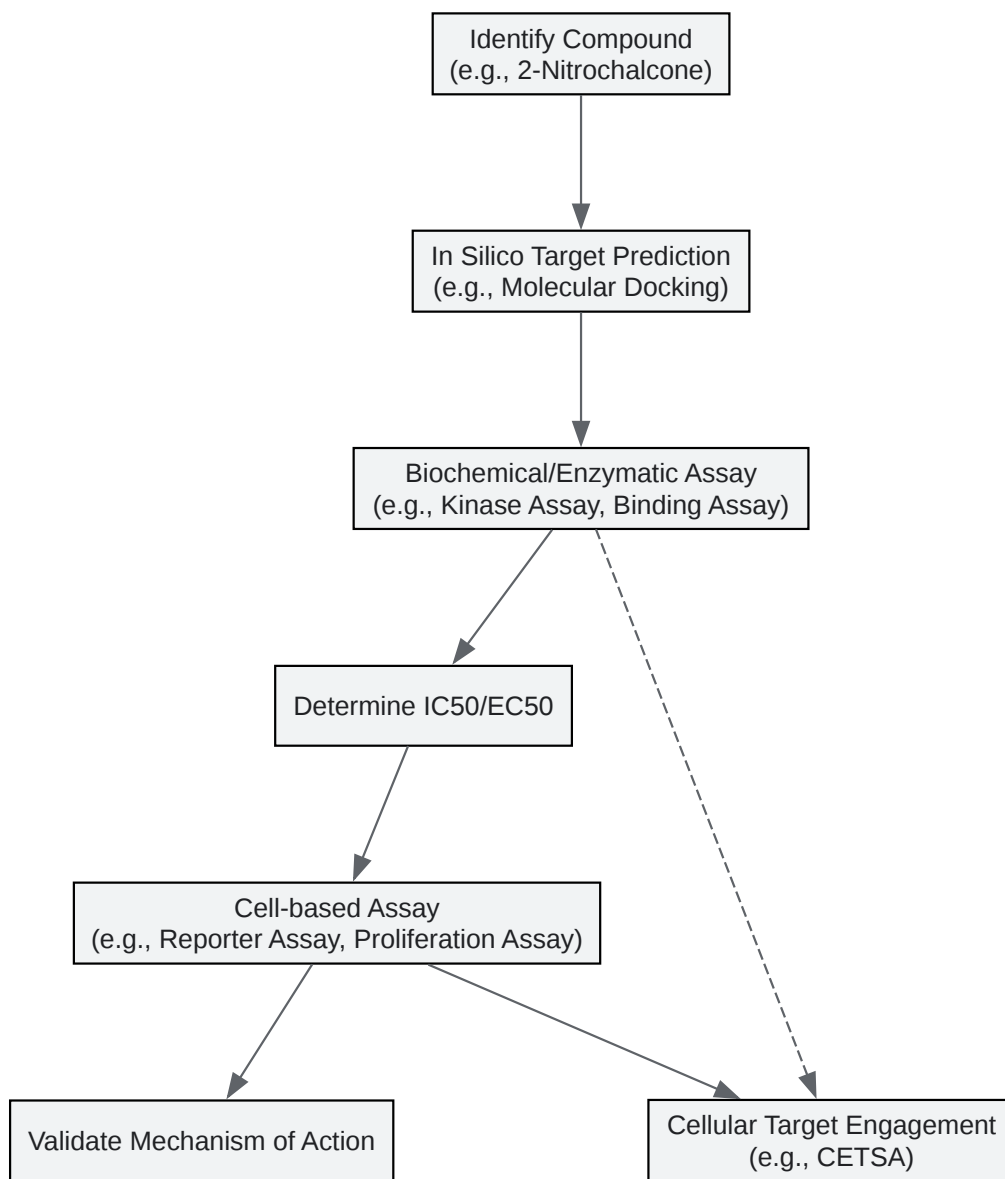 Identify Compound
(e.g., 2-Nitrochalcone)
In Silico Target Prediction
(e.g., Molecular Docking)
Biochemical/Enzymatic Assay
(e.g., Kinase Assay, Binding Assay)
Determine IC50/EC50
Cell-based Assay
(e.g., Reporter Assay, Proliferation Assay)
Validate Mechanism of Action
Cellular Target Engagement
(e.g., CETSA)